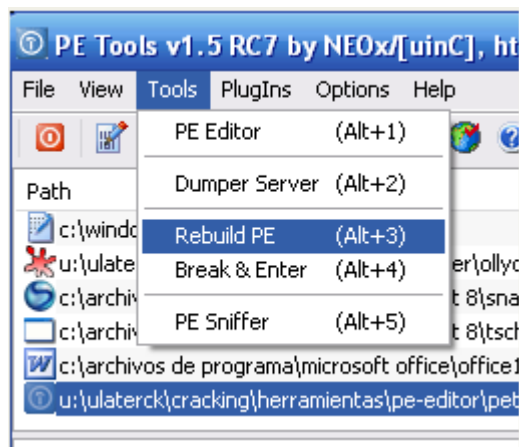 PE Tools v1.5 RC7 by NEOx/[uinC], ht
File View Tools PlugIns Options Help
PE Editor (Alt+1)
Dumper Server (Alt+2)
Path
Rebuild PE (Alt+3)
c:\windo
Break & Enter (Alt+4)
u:\ulate er\ollyd
c:\archiv t 8\sna
PE Sniffer (Alt+5)
c:\archiv t 8\tsch
c:\archivos de programa\microsoft office\office1
u:\ulaterck\cracking\herramientas\pe-editor\pet